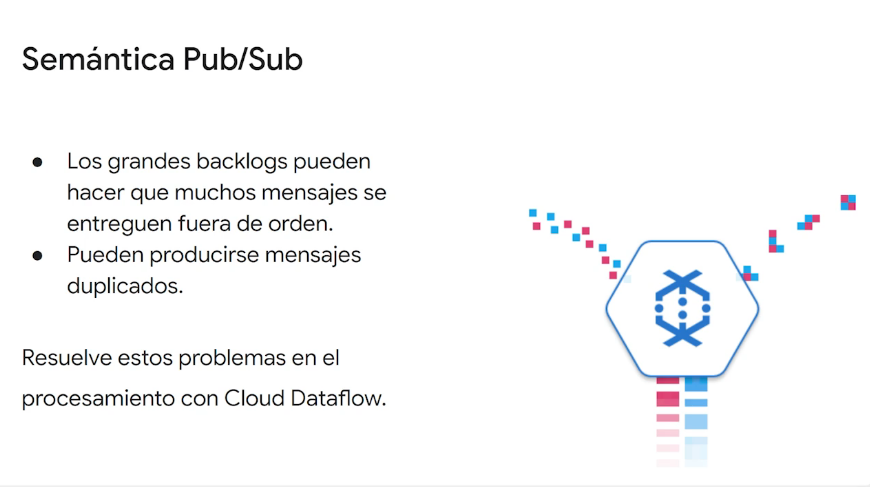 Semántica Pub/Sub
● Los grandes backlogs pueden
hacer que muchos mensajes se
entreguen fuera de orden.
● Pueden producirse mensajes
duplicados.
Resuelve estos problemas en el
procesamiento con Cloud Dataflow.